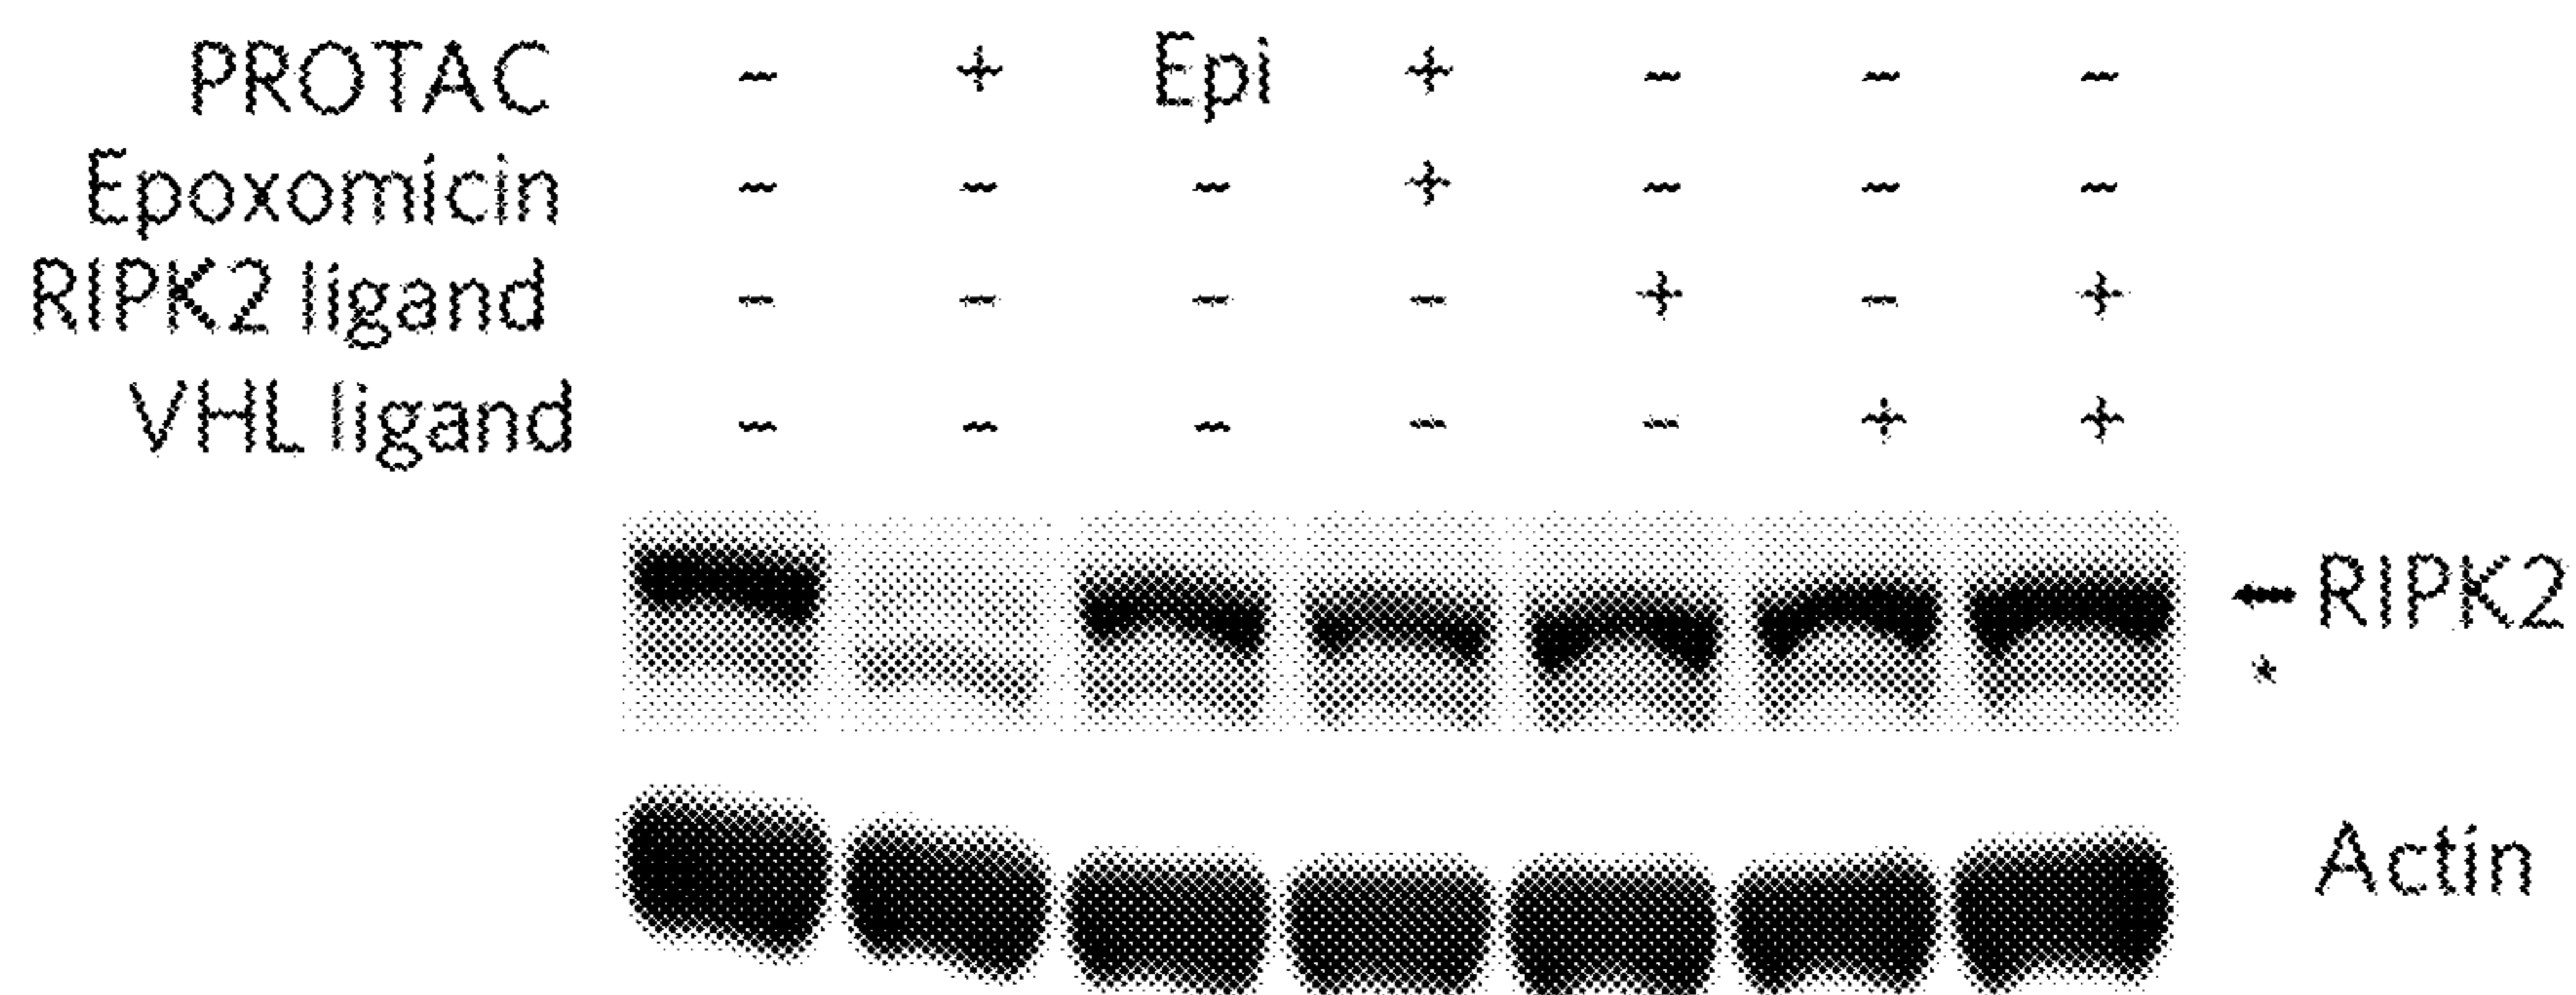 PROTAC - + Epi + - - -
Epoxomicin - - - + - - -
RIPK2 ligand - - - - + - +
VHL ligand - - - - - + +
RIPK2
*
Actin